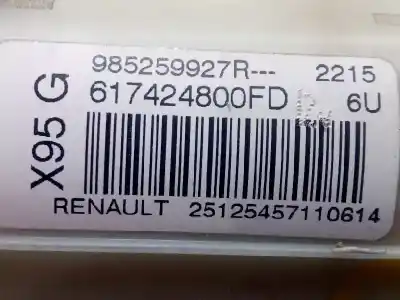 985259927R--- 2215
617424800FD 6U
X95 G
RENAULT 25125457110614